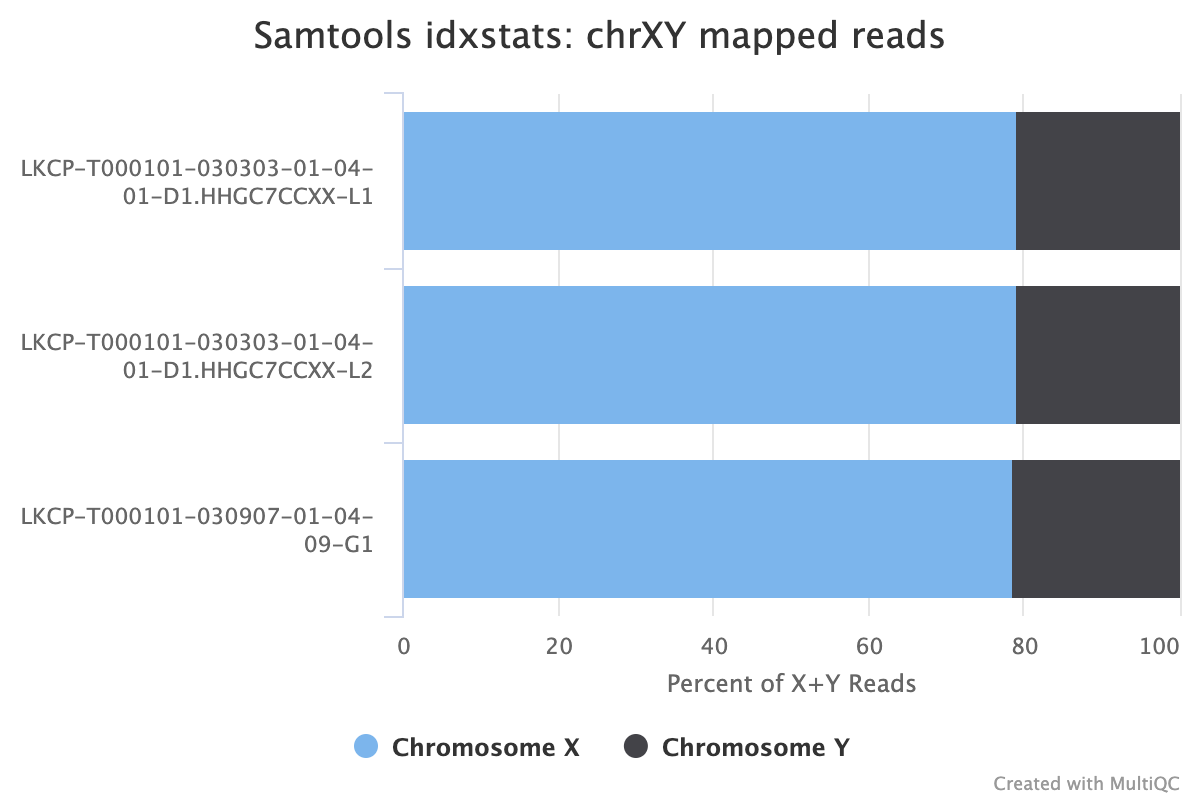 Samtools idxstats: chrXY mapped reads
LKCP-T000101-030303-01-04-
01-D1.HHGC7CCXX-L1
LKCP-T000101-030303-01-04-
01-D1.HHGC7CCXX-L2
LKCP-T000101-030907-01-04-
09-G1
0 20 40 60 80 100
Percent of X+Y Reads
Chromosome X Chromosome Y
Created with MultiQC